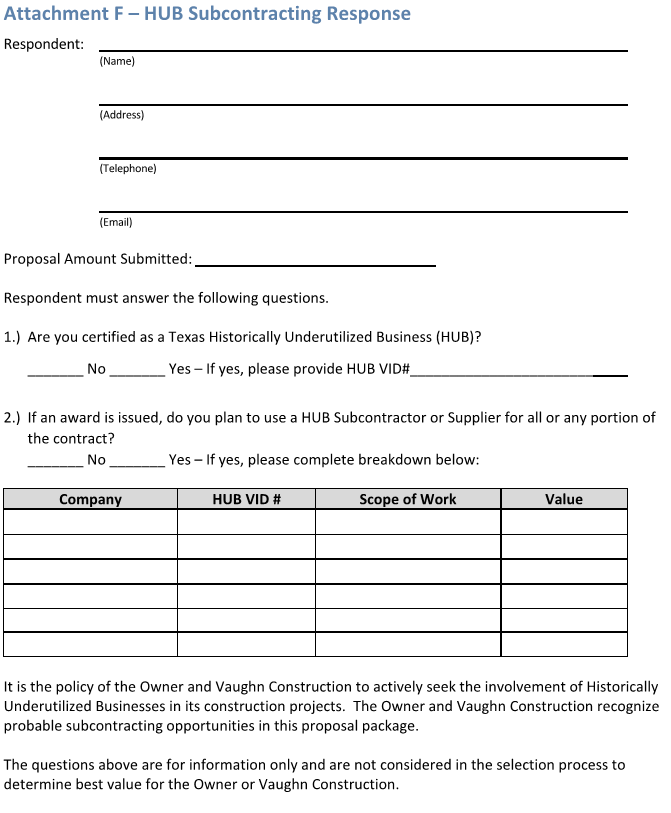 Attachment F – HUB Subcontracting Response
Respondent:
(Name)
(Address)
(Telephone)
(Email)
Proposal Amount Submitted:
Respondent must answer the following questions.
1.) Are you certified as a Texas Historically Underutilized Business (HUB)?
_______ No _______ Yes – If yes, please provide HUB VID#___________________________
2.) If an award is issued, do you plan to use a HUB Subcontractor or Supplier for all or any portion of
the contract?
_______ No _______ Yes – If yes, please complete breakdown below:
Company HUB VID # Scope of Work Value
It is the policy of the Owner and Vaughn Construction to actively seek the involvement of Historically
Underutilized Businesses in its construction projects.  The Owner and Vaughn Construction recognize
probable subcontracting opportunities in this proposal package.
The questions above are for information only and are not considered in the selection process to
determine best value for the Owner or Vaughn Construction.